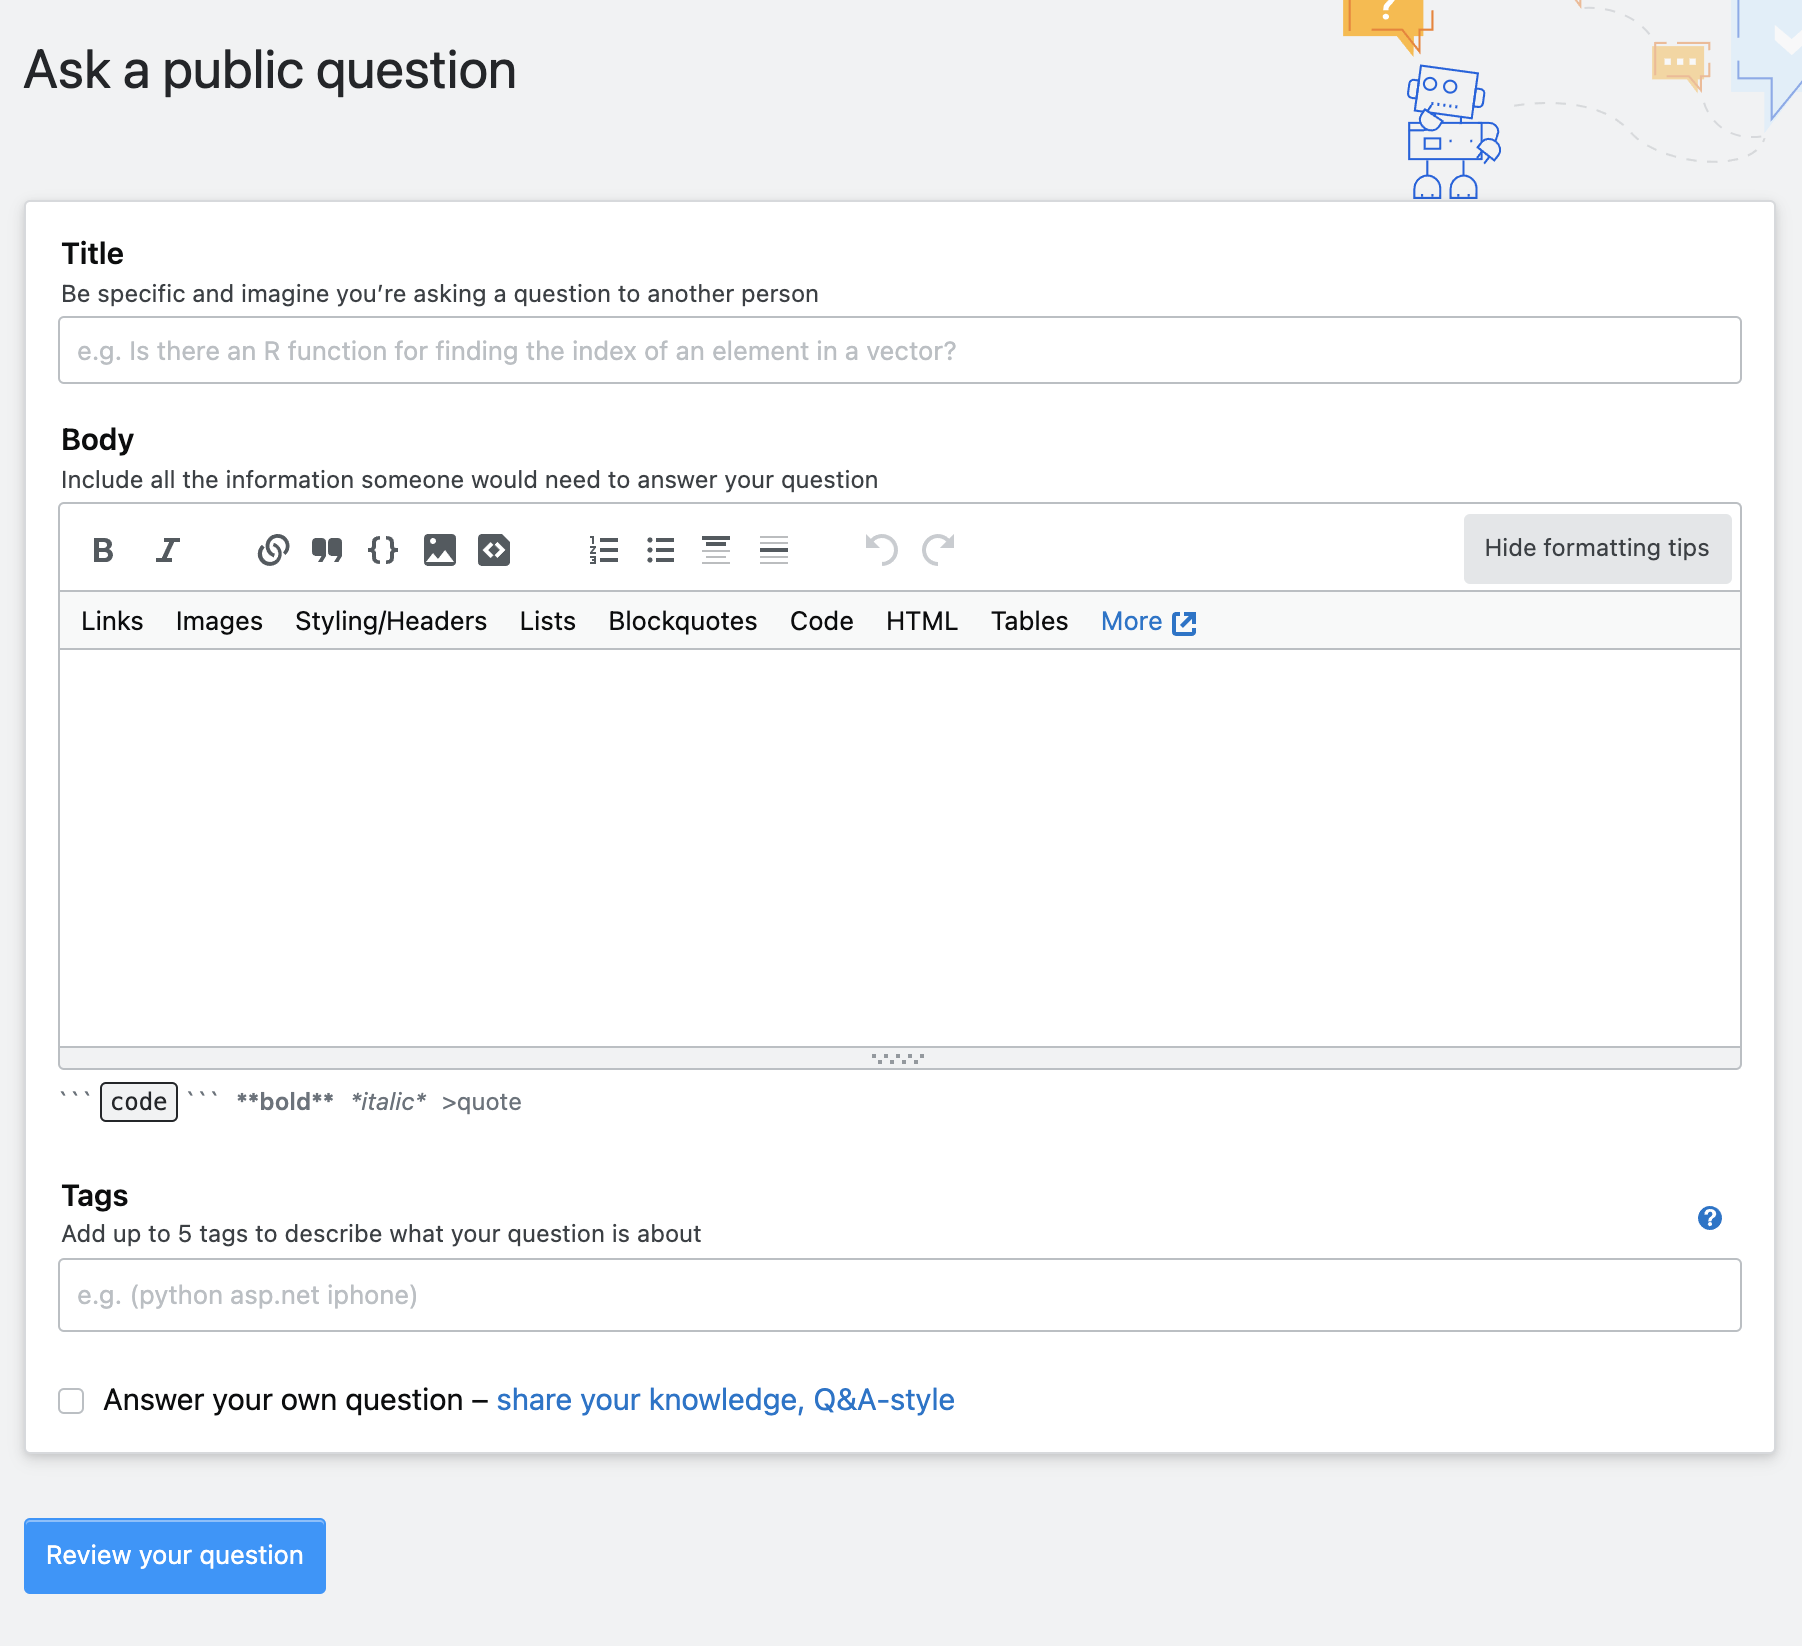 ?
Ask a public question
Title
Be specific and imagine you’re asking a question to another person
e.g. Is there an R function for finding the index of an element in a vector?
Body
Include all the information someone would need to answer your question
Hide formatting tips
Links Images Styling/Headers Lists Blockquotes Code HTML Tables More
``` code ``` **bold** *italic* >quote
Tags
Add up to 5 tags to describe what your question is about
?
e.g. (python asp.net iphone)
Answer your own question – share your knowledge, Q&A-style
Review your question